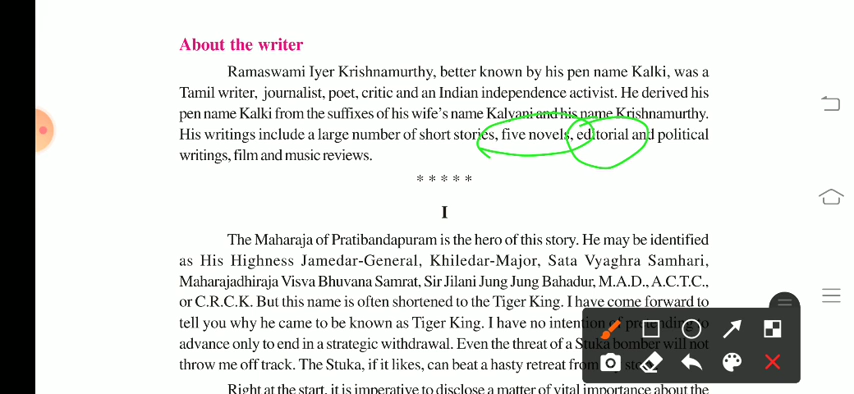 About the writer
Ramaswami Iyer Krishnamurthy, better known by his pen name Kalki, was a
Tamil writer, journalist, poet, critic and an Indian independence activist. He derived his
pen name Kalki from the suffixes of his wife's name Kalyani and his name Krishnamurthy.
His writings include a large number of short stories, five novels, editorial and political
writings, film and music reviews.
*****
I
The Maharaja of Pratibandapuram is the hero of this story. He may be identified
as His Highness Jamedar-General, Khiledar-Major, Sata Vyaghra Samhari,
Maharajadhiraja Visva Bhuvana Samrat, Sir Jilani Jung Jung Bahadur, M.A.D., A.C.T.C.,
or C.R.C.K. But this name is often shortened to the Tiger King. I have come forward to
tell you why he came to be known as Tiger King. I have no intention of pretending to
advance only to end in a strategic withdrawal. Even the threat of a Stuka bomber will not
throw me off track. The Stuka, if it likes, can beat a hasty retreat from
Right at the start, it is imperative to disclose a matter of vital importance about the